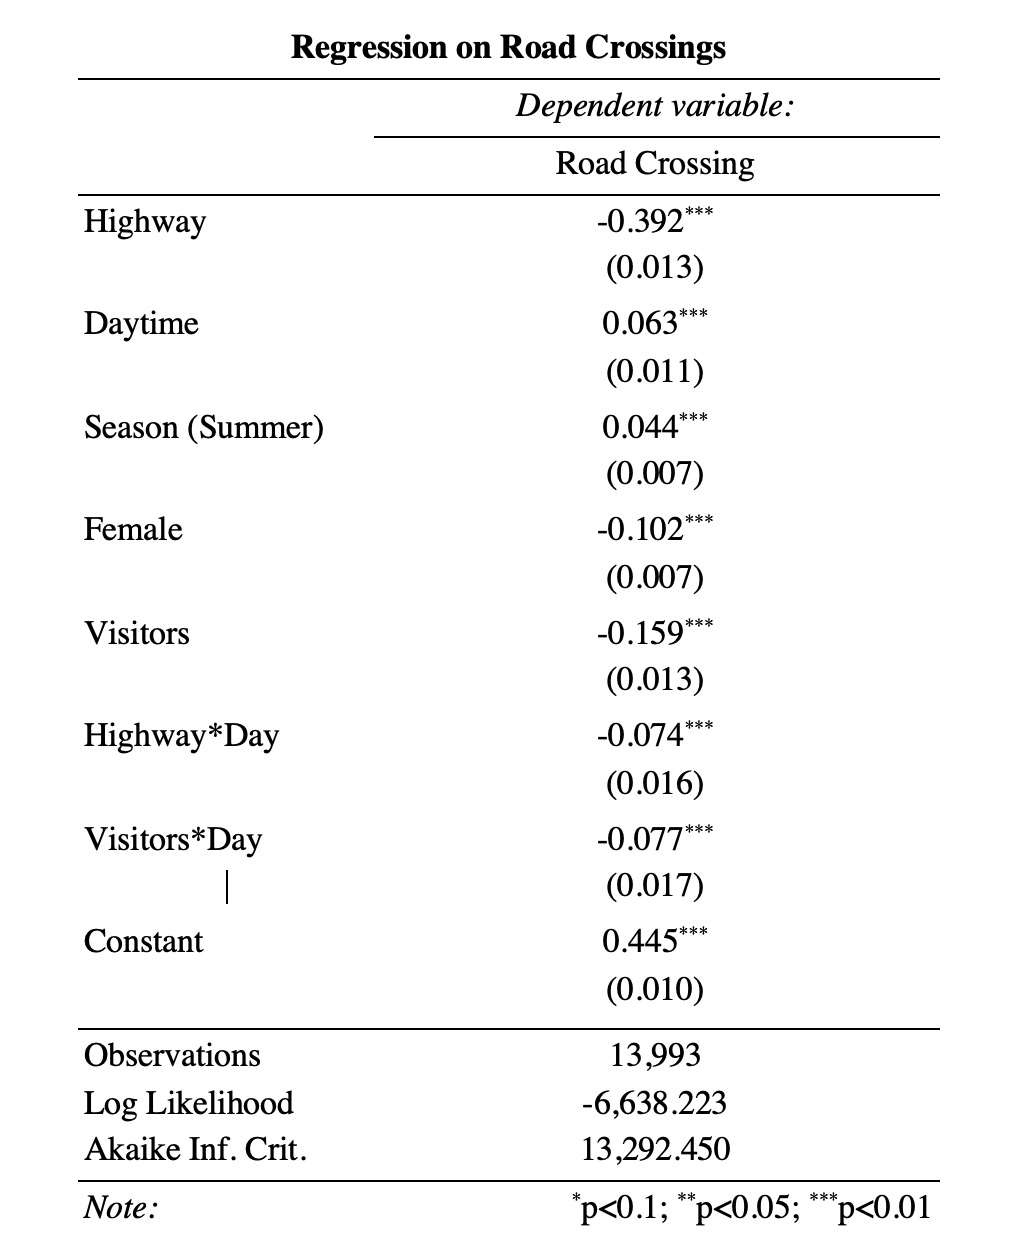 Regression on Road Crossings
Dependent variable:
Road Crossing
Highway -0.392***
(0.013)
Daytime 0.063***
(0.011)
Season (Summer) 0.044***
(0.007)
Female -0.102***
(0.007)
Visitors -0.159***
(0.013)
Highway*Day -0.074***
(0.016)
Visitors*Day -0.077***
(0.017)
Constant 0.445***
(0.010)
Observations 13,993
Log Likelihood -6,638.223
Akaike Inf. Crit. 13,292.450
Note: *p<0.1; **p<0.05; ***p<0.01